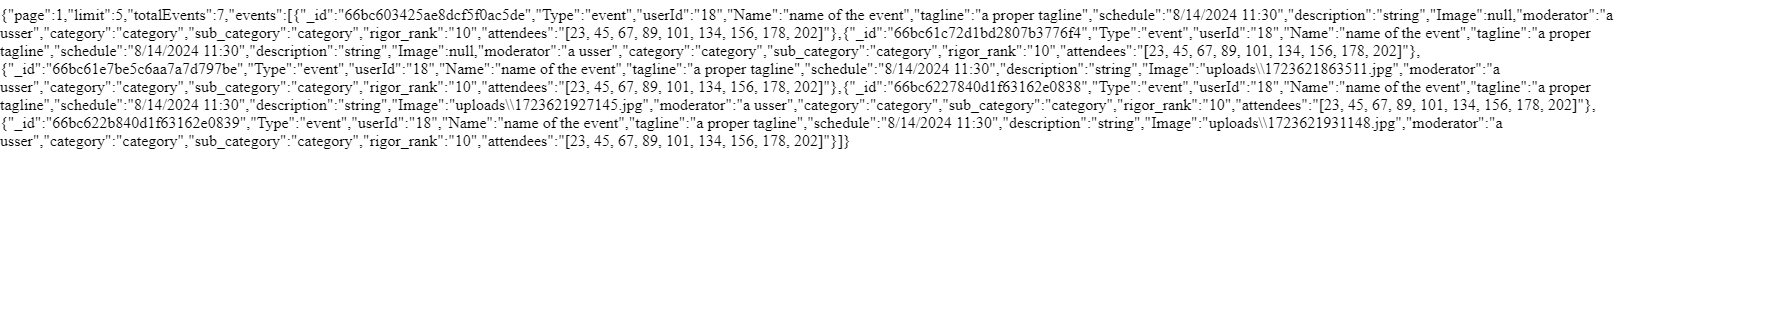 {"page":1,"limit":5,"totalEvents":7,"events":[{"_id":"66bc603425ae8dcf5f0ac5de","Type":"event","userId":"18","Name":"name of the event","tagline":"a proper tagline","schedule":"8/14/2024 11:30","description":"string","Image":null,"moderator":"a
usser","category":"category","sub_category":"category","rigor_rank":"10","attendees":"[23, 45, 67, 89, 101, 134, 156, 178, 202]"},{"_id":"66bc61c72d1bd2807b3776f4","Type":"event","userId":"18","Name":"name of the event","tagline":"a proper
tagline","schedule":"8/14/2024 11:30","description":"string","Image":null,"moderator":"a usser","category":"category","sub_category":"category","rigor_rank":"10","attendees":"[23, 45, 67, 89, 101, 134, 156, 178, 202]"},
{"_id":"66bc61e7be5c6aa7a7d797be","Type":"event","userId":"18","Name":"name of the event","tagline":"a proper tagline","schedule":"8/14/2024 11:30","description":"string","Image":"uploads\\1723621863511.jpg","moderator":"a
usser","category":"category","sub_category":"category","rigor_rank":"10","attendees":"[23, 45, 67, 89, 101, 134, 156, 178, 202]"},{"_id":"66bc6227840d1f63162e0838","Type":"event","userId":"18","Name":"name of the event","tagline":"a proper
tagline","schedule":"8/14/2024 11:30","description":"string","Image":"uploads\\1723621927145.jpg","moderator":"a usser","category":"category","sub_category":"category","rigor_rank":"10","attendees":"[23, 45, 67, 89, 101, 134, 156, 178, 202]"},
{"_id":"66bc622b840d1f63162e0839","Type":"event","userId":"18","Name":"name of the event","tagline":"a proper tagline","schedule":"8/14/2024 11:30","description":"string","Image":"uploads\\1723621931148.jpg","moderator":"a
usser","category":"category","sub_category":"category","rigor_rank":"10","attendees":"[23, 45, 67, 89, 101, 134, 156, 178, 202]"}]}